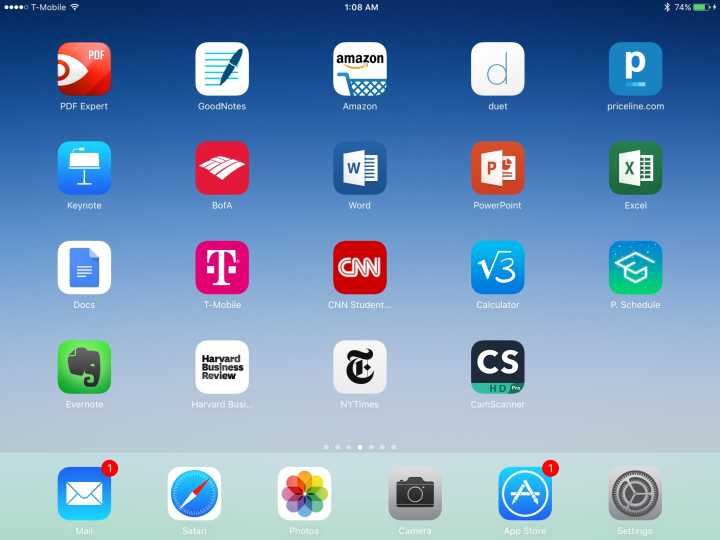 T-Mobile 1:08 AM 74%
PDF
amazon
d
p
PDF Expert GoodNotes Amazon duet priceline.com
W P X
Keynote BofA Word PowerPoint Excel
T CNN √3
Docs T-Mobile CNN Student... Calculator P. Schedule
Harvard
Business
Review
T
CS
HD Pro
Evernote Harvard Busi... NYTimes CamScanner
1 1
Mail Safari Photos Camera App Store Settings